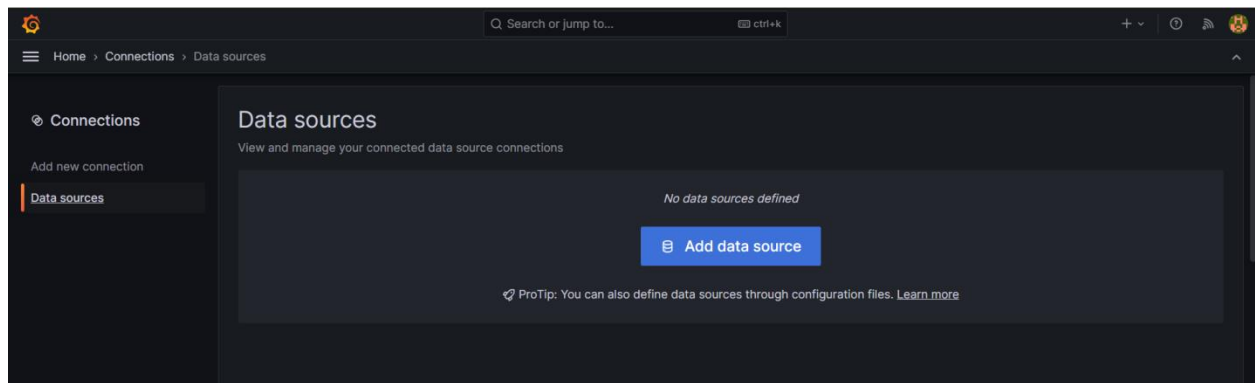 Search or jump to... ctrl+k
Home › Connections › Data sources
Connections
Add new connection
Data sources
Data sources
View and manage your connected data source connections
No data sources defined
Add data source
ProTip: You can also define data sources through configuration files. Learn more